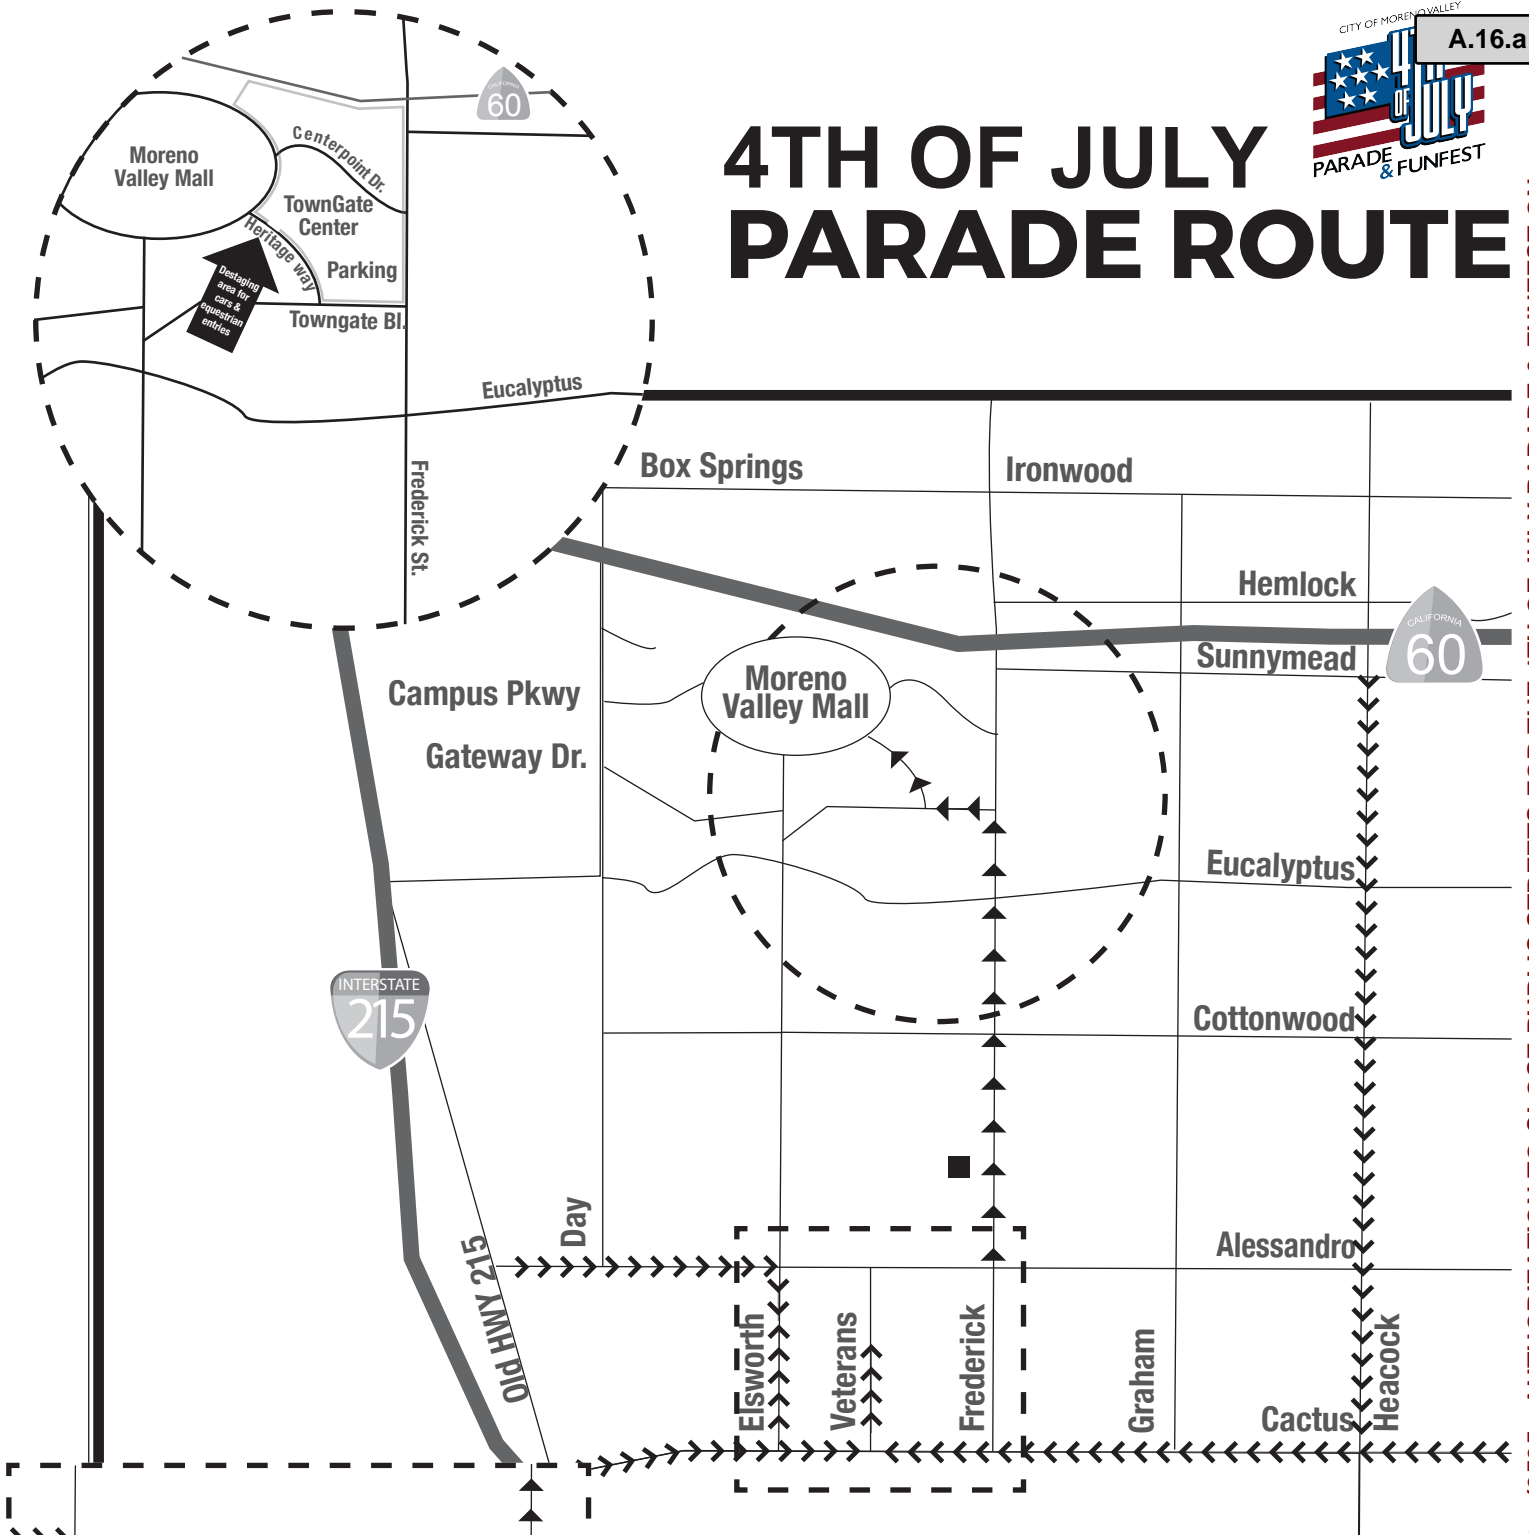 CITY OF MORENO VALLEY
A.16.a
4TH
OF
JULY
PARADE
& FUNFEST
4TH OF JULY
PARADE ROUTE
CALIFORNIA
60
Moreno
Valley Mall
Centerpoint Dr.
TownGate
Center
Heritage way
Parking
Destaging
area for
cars &
equestrian
entries
Towngate Bl.
Eucalyptus
Frederick St.
Box Springs
Ironwood
Hemlock
CALIFORNIA
60
Sunnymead
Moreno
Valley Mall
Campus Pkwy
Gateway Dr.
Eucalyptus
INTERSTATE
215
Cottonwood
Day
Old HWY 215
Alessandro
Elsworth
Veterans
Frederick
Graham
Cactus
Heacock